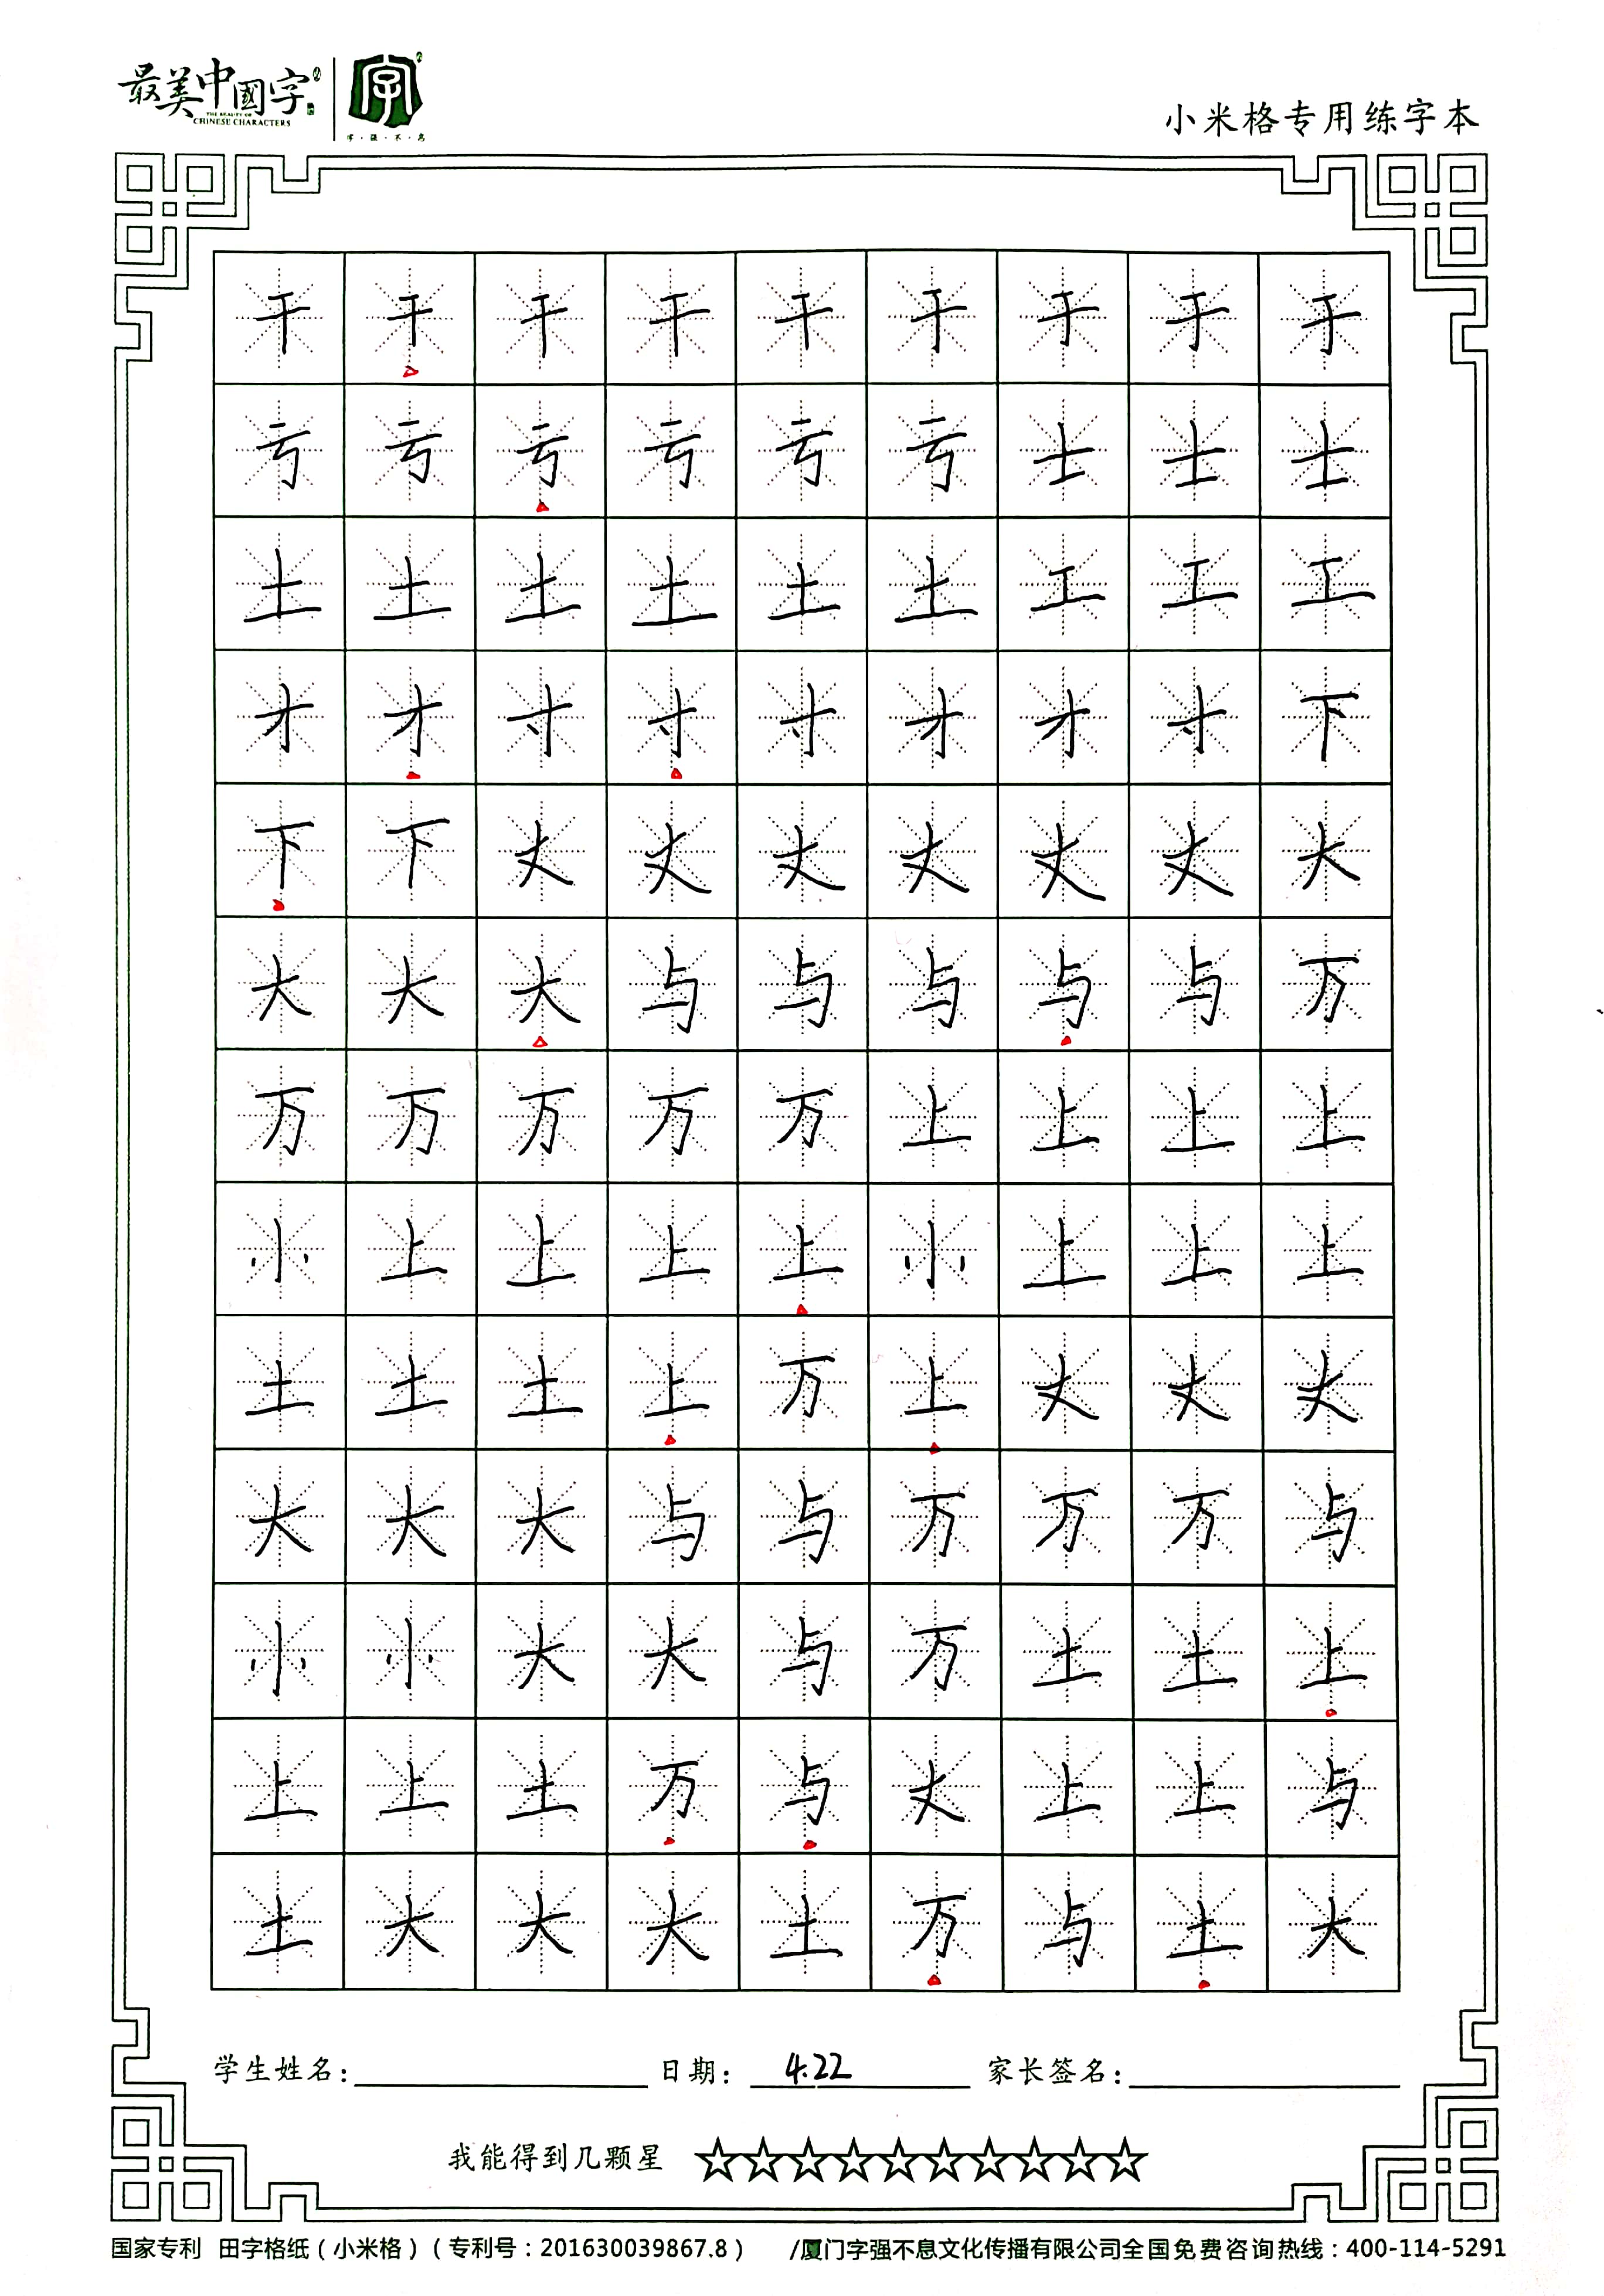 最美中國字
THE BEAUTY OF
CHINESE CHARACTERS
字
字·强·不·息
小米格专用练字本
干 干 干 干 干 于 于 于 于
亏 亏 亏 亏 亏 亏 士 士 士
土 土 土 土 土 土 工 工 工
才 才 寸 寸 寸 才 才 寸 下
下 下 丈 丈 丈 丈 丈 丈 大
大 大 大 与 与 与 与 与 万
万 万 万 万 万 上 上 上 上
小 上 上 上 上 小 上 上 上
土 土 土 上 万 上 丈 丈 丈
大 大 大 与 与 万 万 万 与
小 小 大 大 与 万 土 土 上
上 上 土 万 与 丈 上 上 与
土 大 大 大 土 万 与 土 大
学生姓名: 日期: 4.22 家长签名:
我能得到几颗星 ☆☆☆☆☆☆☆☆☆☆
国家专利 田字格纸(小米格)(专利号:201630039867.8) /厦门字强不息文化传播有限公司全国免费咨询热线:400-114-5291